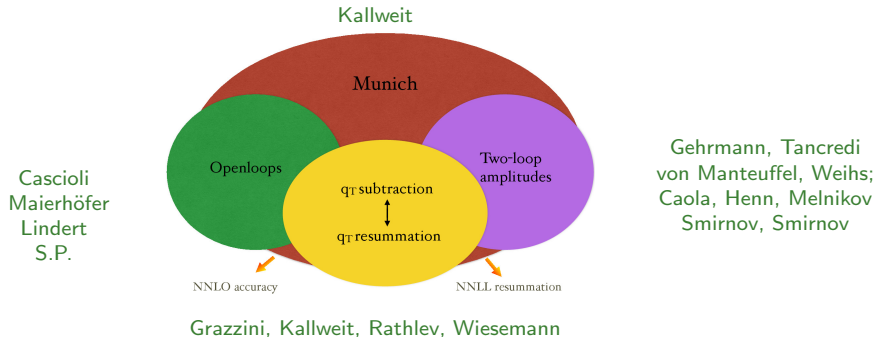 Kallweit
Munich
Openloops
Two-loop
amplitudes
qT subtraction
qT resummation
Cascioli
Maierhöfer
Lindert
S.P.
Gehrmann, Tancredi
von Manteuffel, Weihs;
Caola, Henn, Melnikov
Smirnov, Smirnov
NNLO accuracy
NNLL resummation
Grazzini, Kallweit, Rathlev, Wiesemann